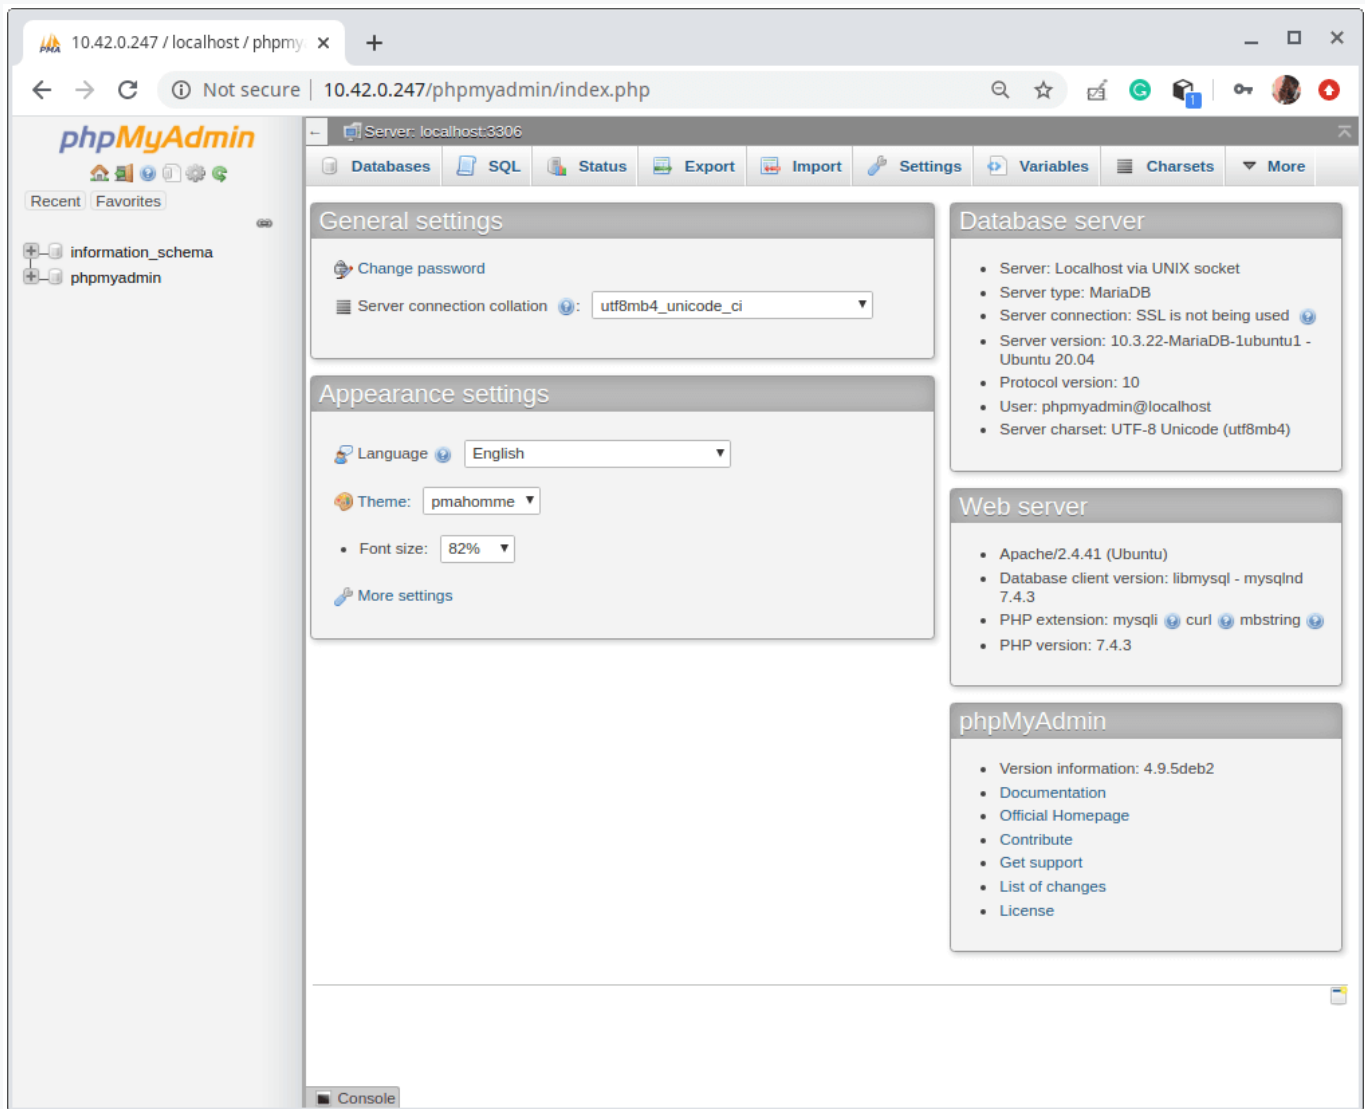 10.42.0.247 / localhost / phpmy
Not secure
10.42.0.247/phpmyadmin/index.php
1
phpMyAdmin
Recent
Favorites
information_schema
phpmyadmin
Server: localhost:3306
Databases
SQL
Status
Export
Import
Settings
Variables
Charsets
More
General settings
Change password
Server connection collation : utf8mb4_unicode_ci
Appearance settings
Language English
Theme: pmahomme
Font size: 82%
More settings
Database server
Server: Localhost via UNIX socket
Server type: MariaDB
Server connection: SSL is not being used
Server version: 10.3.22-MariaDB-1ubuntu1 -
Ubuntu 20.04
Protocol version: 10
User: phpmyadmin@localhost
Server charset: UTF-8 Unicode (utf8mb4)
Web server
Apache/2.4.41 (Ubuntu)
Database client version: libmysql - mysqlnd
7.4.3
PHP extension: mysqli curl mbstring
PHP version: 7.4.3
phpMyAdmin
Version information: 4.9.5deb2
Documentation
Official Homepage
Contribute
Get support
List of changes
License
Console